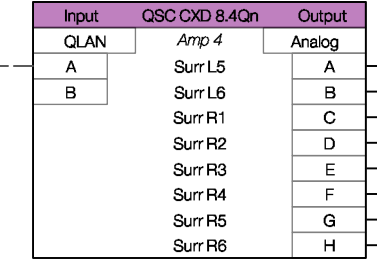 Input QSC CXD 8.4Qn Output
QLAN Amp 4 Analog
A Surr L5 A
B Surr L6 B
Surr R1 C
Surr R2 D
Surr R3 E
Surr R4 F
Surr R5 G
Surr R6 H